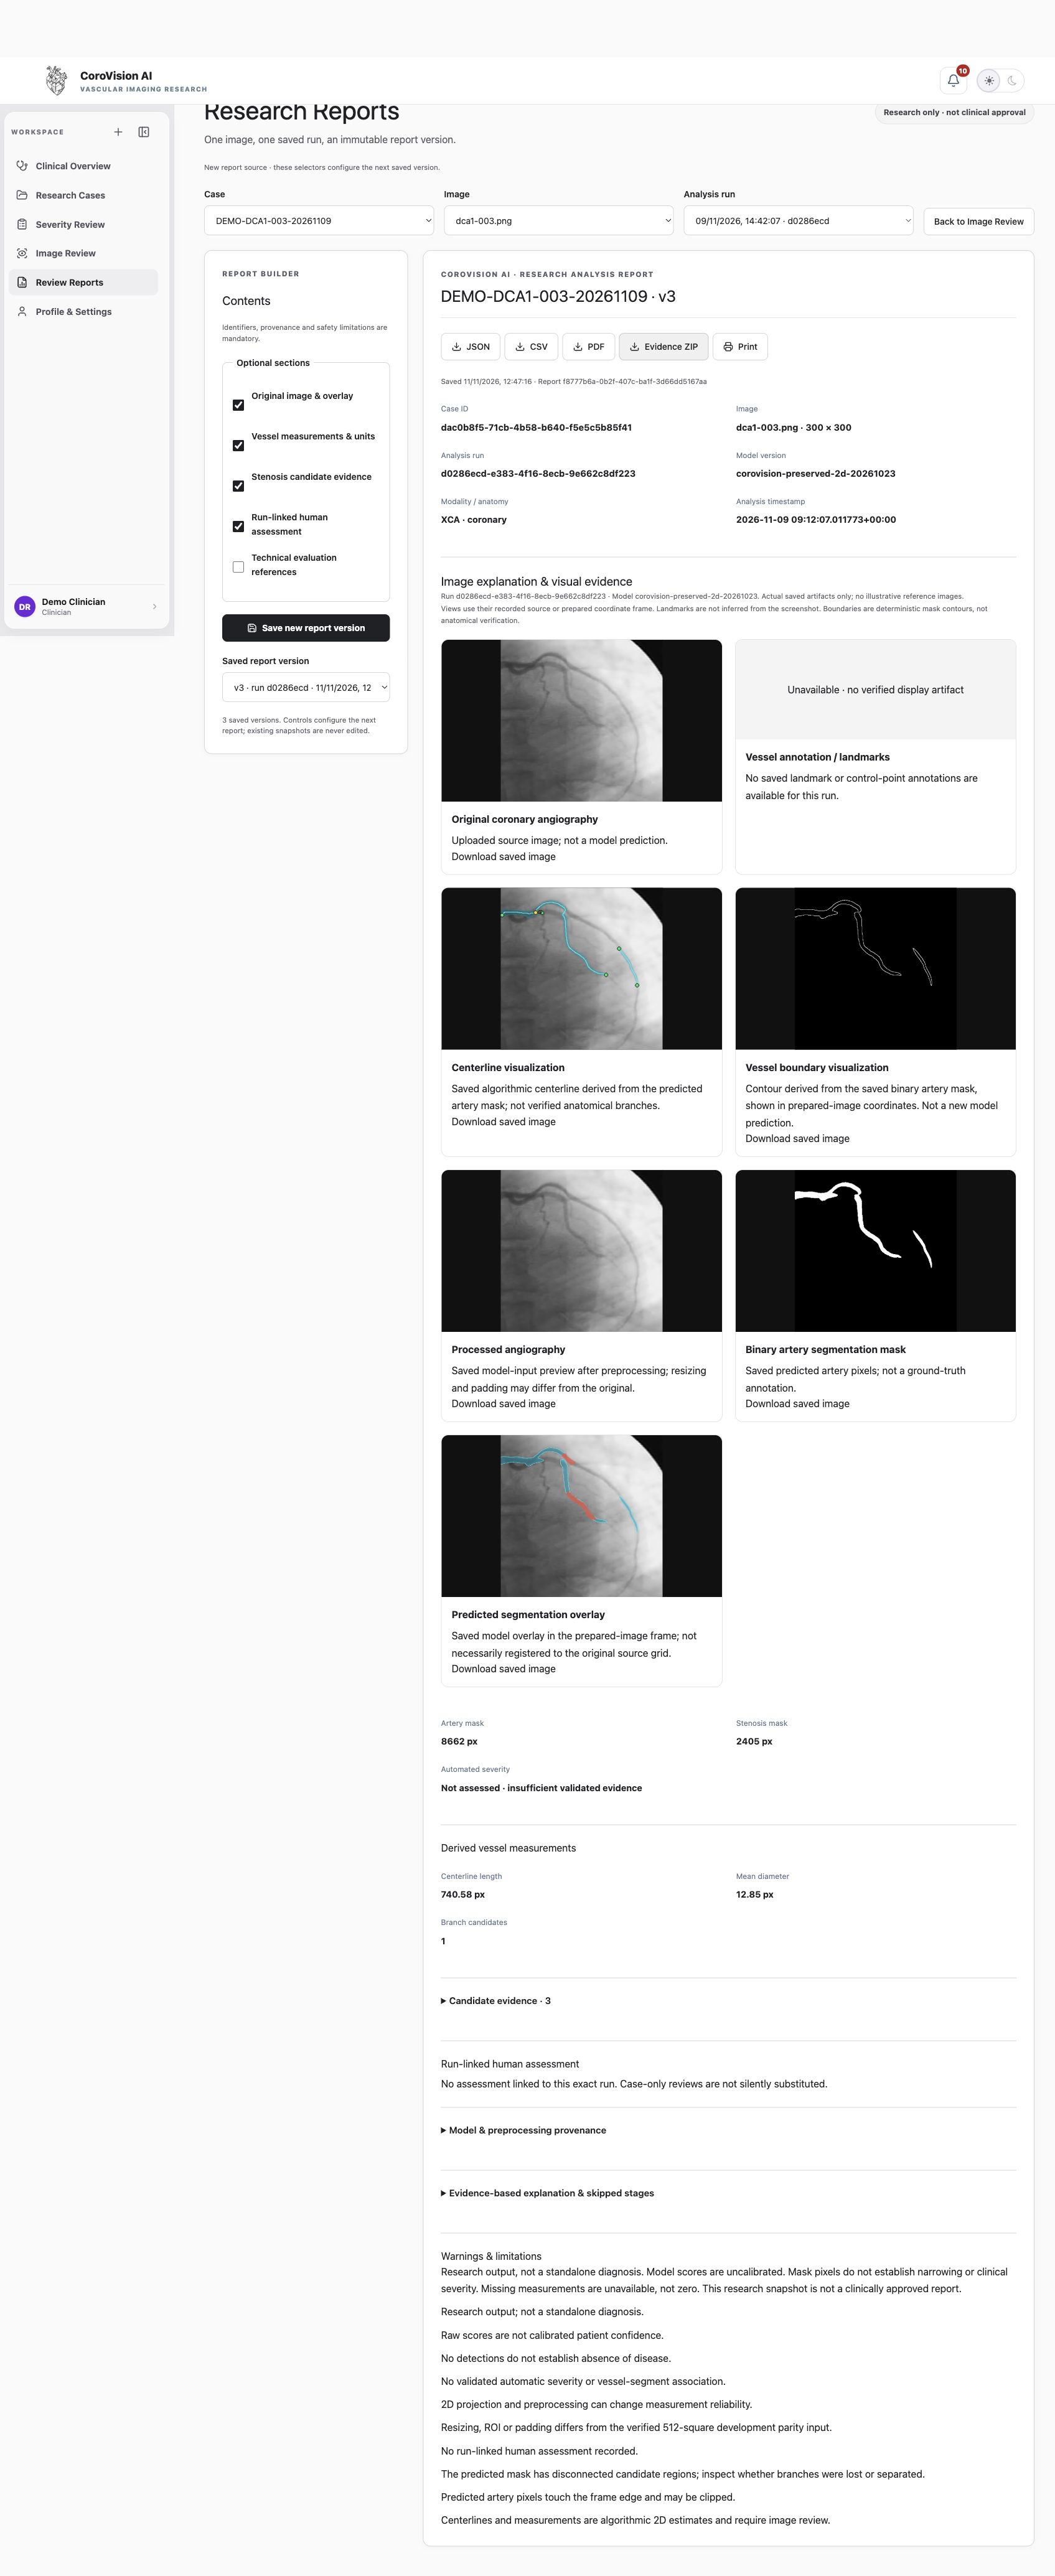 CoroVision AI
VASCULAR IMAGING RESEARCH
10
WORKSPACE
Clinical Overview
Research Cases
Severity Review
Image Review
Review Reports
Profile & Settings
DR
Demo Clinician
Clinician
Research Reports
Research only · not clinical approval
One image, one saved run, an immutable report version.
New report source · these selectors configure the next saved version.
Case
DEMO-DCA1-003-20261109
Image
dca1-003.png
Analysis run
09/11/2026, 14:42:07 · d0286ecd
Back to Image Review
REPORT BUILDER
Contents
Identifiers, provenance and safety limitations are
mandatory.
Optional sections
Original image & overlay
Vessel measurements & units
Stenosis candidate evidence
Run-linked human
assessment
Technical evaluation
references
Save new report version
Saved report version
v3 · run d0286ecd · 11/11/2026, 12
3 saved versions. Controls configure the next
report; existing snapshots are never edited.
COROVISION AI · RESEARCH ANALYSIS REPORT
DEMO-DCA1-003-20261109 · v3
JSON
CSV
PDF
Evidence ZIP
Print
Saved 11/11/2026, 12:47:16 · Report f8777b6a-0b2f-407c-ba1f-3d66dd5167aa
Case ID
dac0b8f5-71cb-4b58-b640-f5e5c5b85f41
Image
dca1-003.png · 300 × 300
Analysis run
d0286ecd-e383-4f16-8ecb-9e662c8df223
Model version
corovision-preserved-2d-20261023
Modality / anatomy
XCA · coronary
Analysis timestamp
2026-11-09 09:12:07.011773+00:00
Image explanation & visual evidence
Run d0286ecd-e383-4f16-8ecb-9e662c8df223 · Model corovision-preserved-2d-20261023. Actual saved artifacts only; no illustrative reference images.
Views use their recorded source or prepared coordinate frame. Landmarks are not inferred from the screenshot. Boundaries are deterministic mask contours, not
anatomical verification.
Original coronary angiography
Uploaded source image; not a model prediction.
Download saved image
Unavailable · no verified display artifact
Vessel annotation / landmarks
No saved landmark or control-point annotations are
available for this run.
Centerline visualization
Saved algorithmic centerline derived from the predicted
artery mask; not verified anatomical branches.
Download saved image
Vessel boundary visualization
Contour derived from the saved binary artery mask,
shown in prepared-image coordinates. Not a new model
prediction.
Download saved image
Processed angiography
Saved model-input preview after preprocessing; resizing
and padding may differ from the original.
Download saved image
Binary artery segmentation mask
Saved predicted artery pixels; not a ground-truth
annotation.
Download saved image
Predicted segmentation overlay
Saved model overlay in the prepared-image frame; not
necessarily registered to the original source grid.
Download saved image
Artery mask
8662 px
Stenosis mask
2405 px
Automated severity
Not assessed · insufficient validated evidence
Derived vessel measurements
Centerline length
740.58 px
Mean diameter
12.85 px
Branch candidates
1
Candidate evidence · 3
Run-linked human assessment
No assessment linked to this exact run. Case-only reviews are not silently substituted.
Model & preprocessing provenance
Evidence-based explanation & skipped stages
Warnings & limitations
Research output, not a standalone diagnosis. Model scores are uncalibrated. Mask pixels do not establish narrowing or clinical
severity. Missing measurements are unavailable, not zero. This research snapshot is not a clinically approved report.
Research output; not a standalone diagnosis.
Raw scores are not calibrated patient confidence.
No detections do not establish absence of disease.
No validated automatic severity or vessel-segment association.
2D projection and preprocessing can change measurement reliability.
Resizing, ROI or padding differs from the verified 512-square development parity input.
No run-linked human assessment recorded.
The predicted mask has disconnected candidate regions; inspect whether branches were lost or separated.
Predicted artery pixels touch the frame edge and may be clipped.
Centerlines and measurements are algorithmic 2D estimates and require image review.